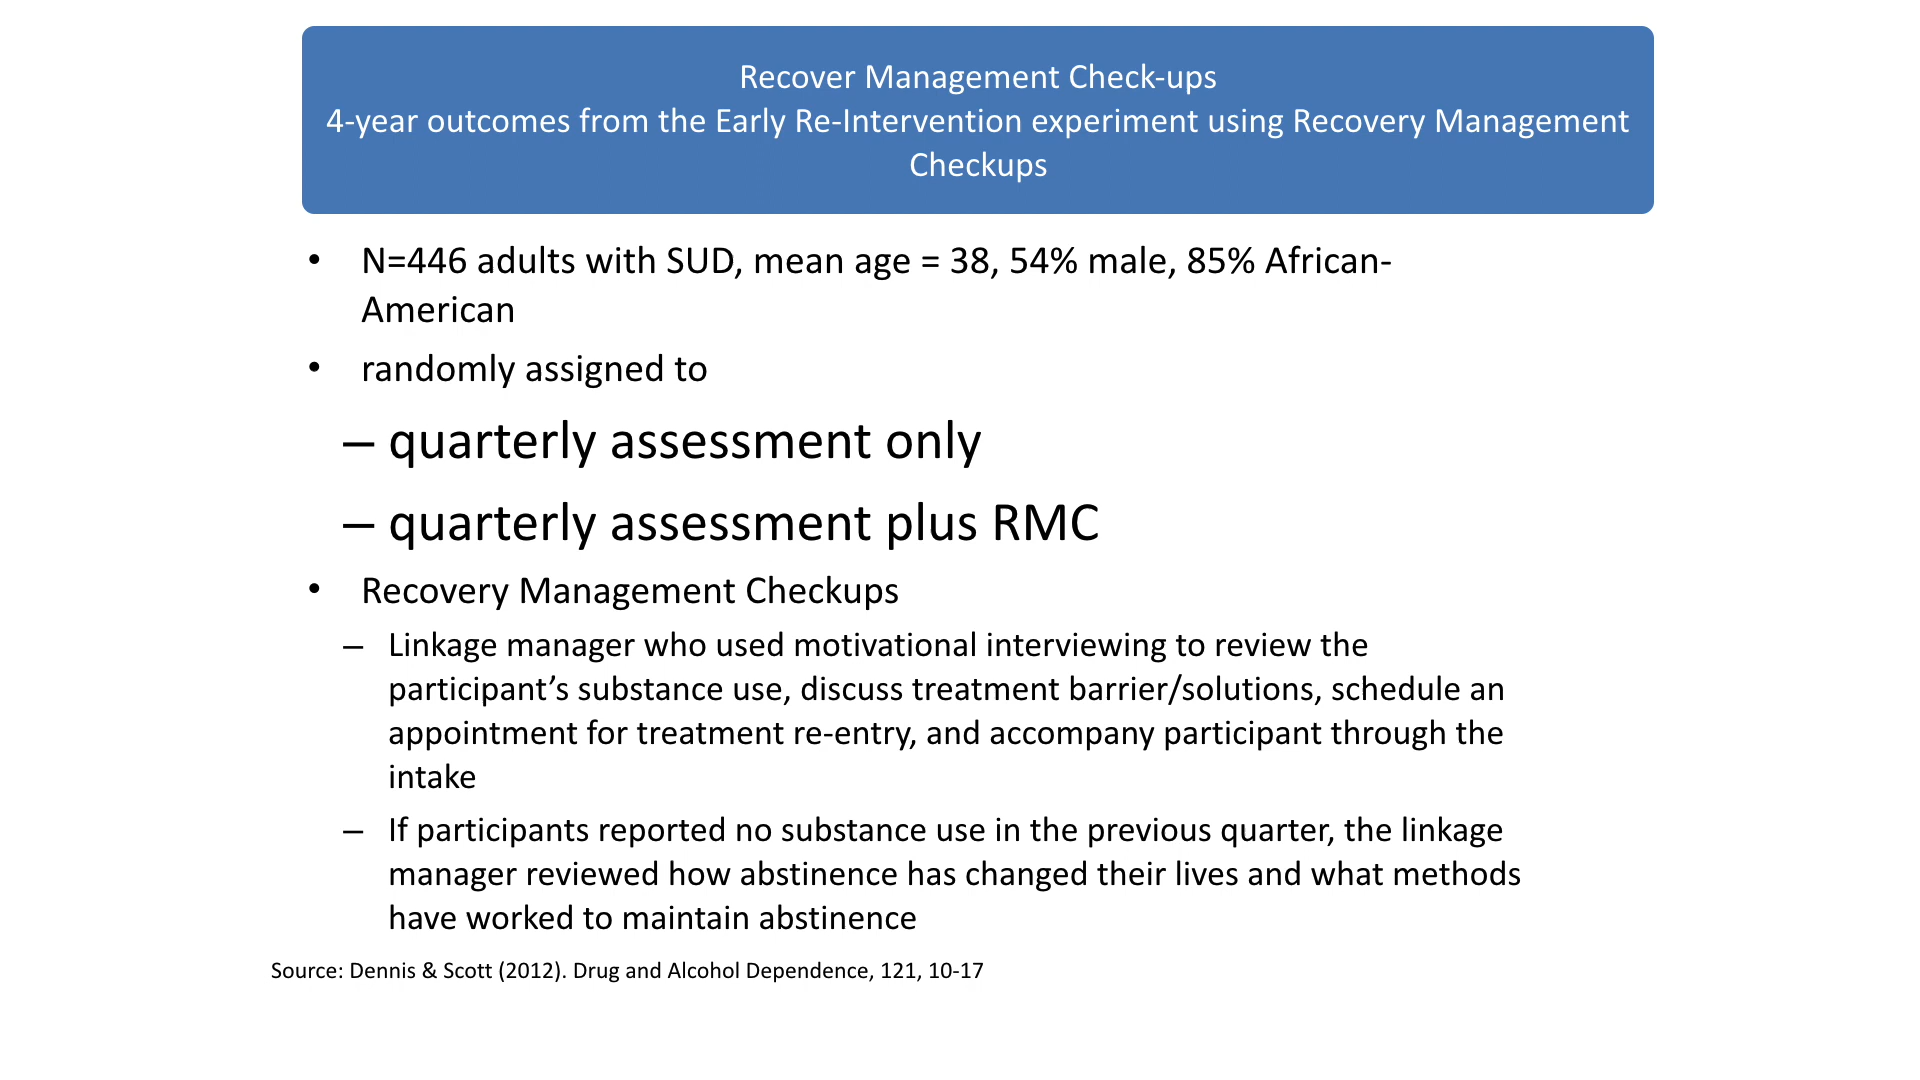 Recover Management Check-ups
4-year outcomes from the Early Re-Intervention experiment using Recovery Management
Checkups
• N=446 adults with SUD, mean age = 38, 54% male, 85% African-
American
• randomly assigned to
– quarterly assessment only
– quarterly assessment plus RMC
• Recovery Management Checkups
– Linkage manager who used motivational interviewing to review the
participant’s substance use, discuss treatment barrier/solutions, schedule an
appointment for treatment re-entry, and accompany participant through the
intake
– If participants reported no substance use in the previous quarter, the linkage
manager reviewed how abstinence has changed their lives and what methods
have worked to maintain abstinence
Source: Dennis & Scott (2012). Drug and Alcohol Dependence, 121, 10-17